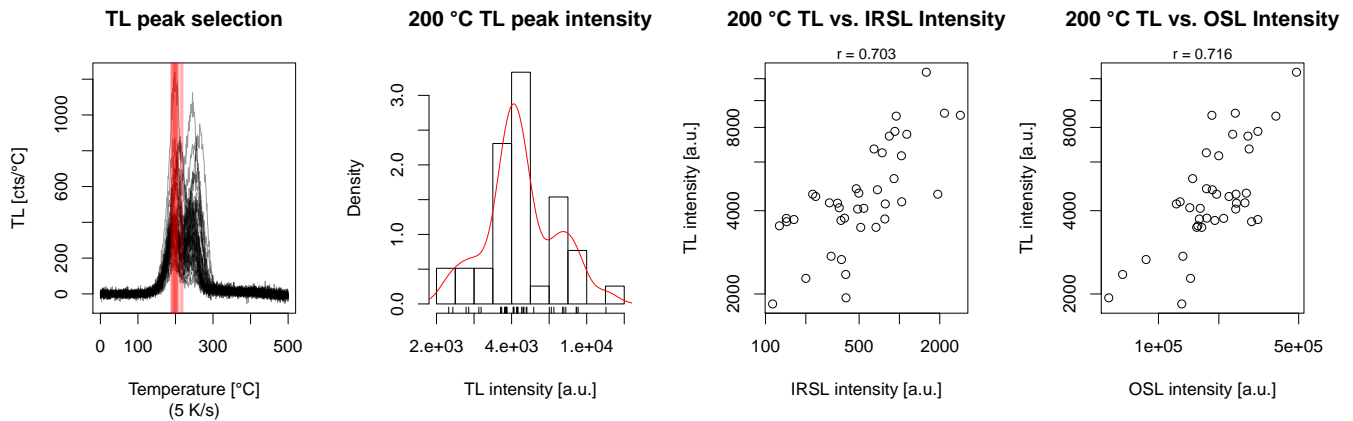 TL peak selection
TL [cts/°C]
0
200
400
600
800
1000
0
100
300
500
Temperature [°C]
(5 K/s)
200 °C TL peak intensity
Density
0.0
1.0
2.0
3.0
2.e+03
4.e+03
1.e+04
TL intensity [a.u.]
200 °C TL vs. IRSL Intensity
r = 0.703
TL intensity [a.u.]
2000
4000
8000
100
500
2000
IRSL intensity [a.u.]
200 °C TL vs. OSL Intensity
r = 0.716
TL intensity [a.u.]
2000
4000
8000
1e+05
5e+05
OSL intensity [a.u.]